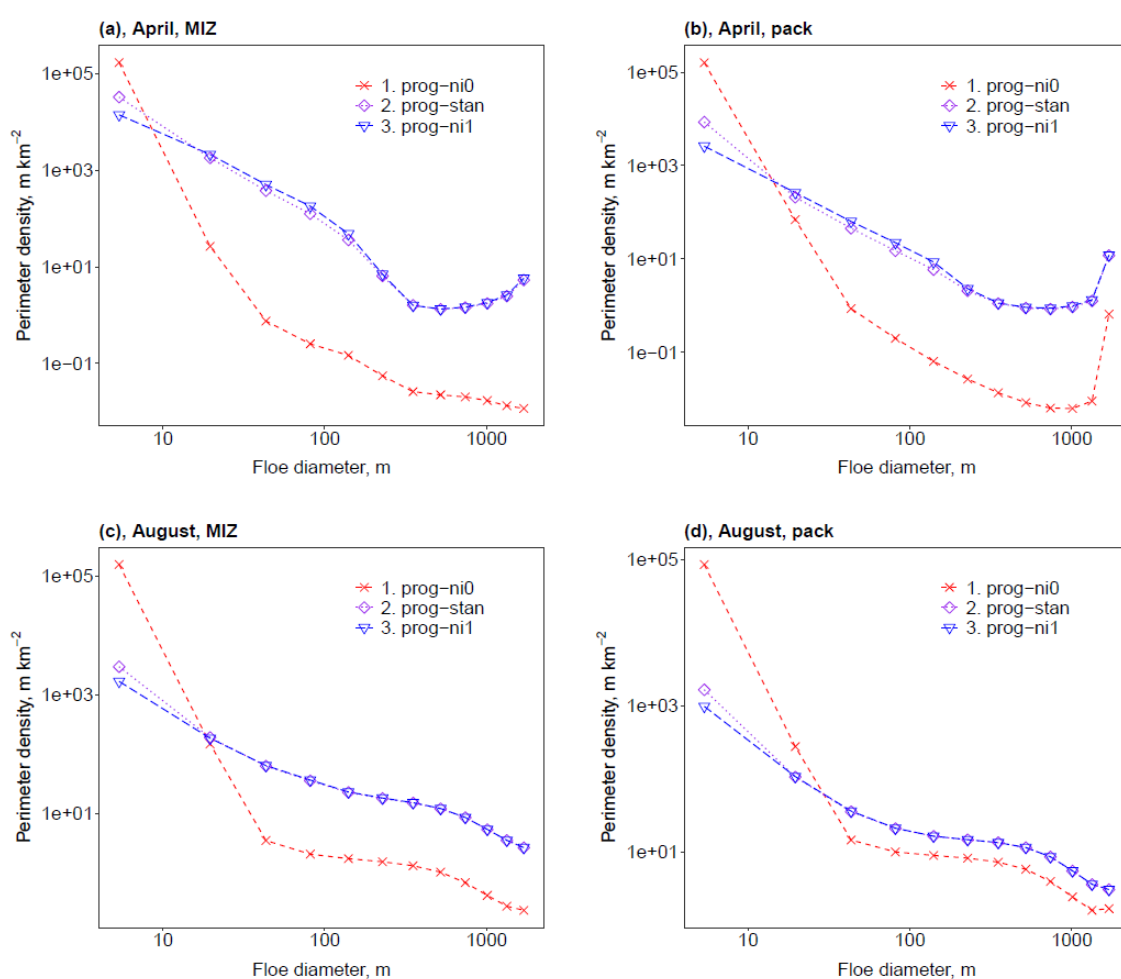 (a), April, MIZ
Perimeter density, m km−2
1e+05
1e+03
1e+01
1e−01
1. prog−ni0
2. prog−stan
3. prog−ni1
10 100 1000
Floe diameter, m
(b), April, pack
Perimeter density, m km−2
1e+05
1e+03
1e+01
1e−01
1. prog−ni0
2. prog−stan
3. prog−ni1
10 100 1000
Floe diameter, m
(c), August, MIZ
Perimeter density, m km−2
1e+05
1e+03
1e+01
1. prog−ni0
2. prog−stan
3. prog−ni1
10 100 1000
Floe diameter, m
(d), August, pack
Perimeter density, m km−2
1e+05
1e+03
1e+01
1. prog−ni0
2. prog−stan
3. prog−ni1
10 100 1000
Floe diameter, m